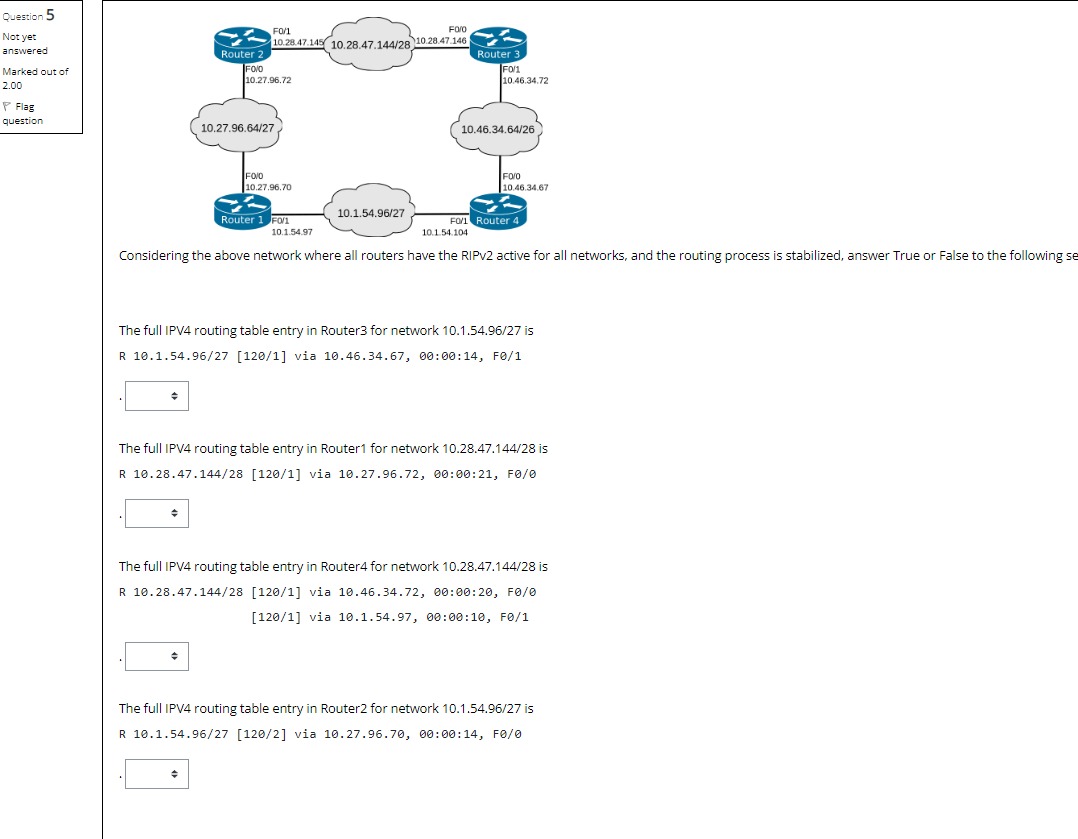 Question 5
Not yet
answered
Marked out of
2.00
Flag
question
F0/1
10.28.47.145
10.28.47.144/28
F0/0
10.28.47.146
Router 2
Router 3
F0/0
10.27.96.72
F0/1
10.46.34.72
10.27.96.64/27
10.46.34.64/26
F0/0
10.27.96.70
F0/0
10.46.34.67
Router 1
F0/1
10.1.54.97
10.1.54.96/27
F0/1
10.1.54.104
Router 4
Considering the above network where all routers have the RIPv2 active for all networks, and the routing process is stabilized, answer True or False to the following se
The full IPV4 routing table entry in Router3 for network 10.1.54.96/27 is
R 10.1.54.96/27 [120/1] via 10.46.34.67, 00:00:14, F0/1
.
The full IPV4 routing table entry in Router1 for network 10.28.47.144/28 is
R 10.28.47.144/28 [120/1] via 10.27.96.72, 00:00:21, F0/0
.
The full IPV4 routing table entry in Router4 for network 10.28.47.144/28 is
R 10.28.47.144/28 [120/1] via 10.46.34.72, 00:00:20, F0/0
[120/1] via 10.1.54.97, 00:00:10, F0/1
.
The full IPV4 routing table entry in Router2 for network 10.1.54.96/27 is
R 10.1.54.96/27 [120/2] via 10.27.96.70, 00:00:14, F0/0
.